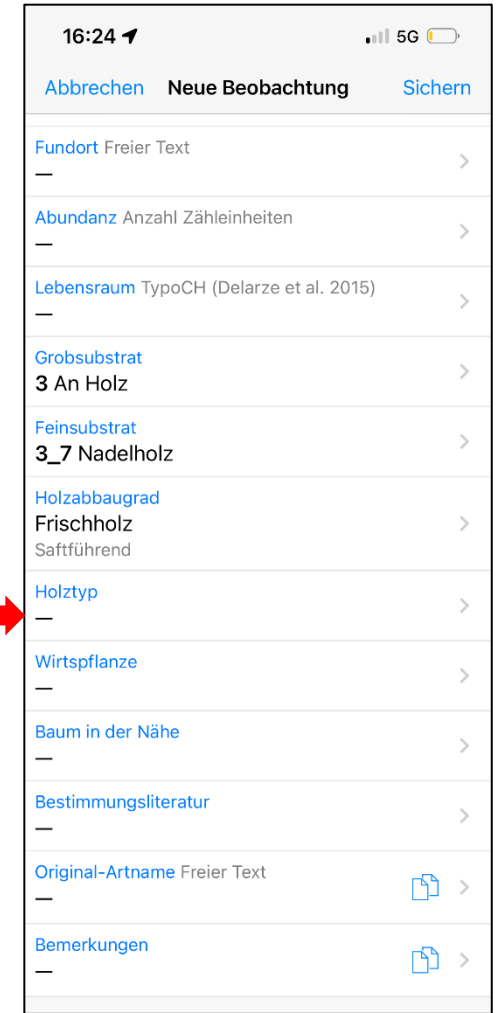 16:24 5G
Abbrechen Neue Beobachtung Sichern
Fundort Freier Text
—
Abundanz Anzahl Zähleinheiten
—
Lebensraum TypoCH (Delarze et al. 2015)
—
Grobsubstrat
3 An Holz
Feinsubstrat
3_7 Nadelholz
Holzabbaugrad
Frischholz
Saftführend
Holztyp
—
Wirtspflanze
—
Baum in der Nähe
—
Bestimmungsliteratur
—
Original-Artname Freier Text
—
Bemerkungen
—